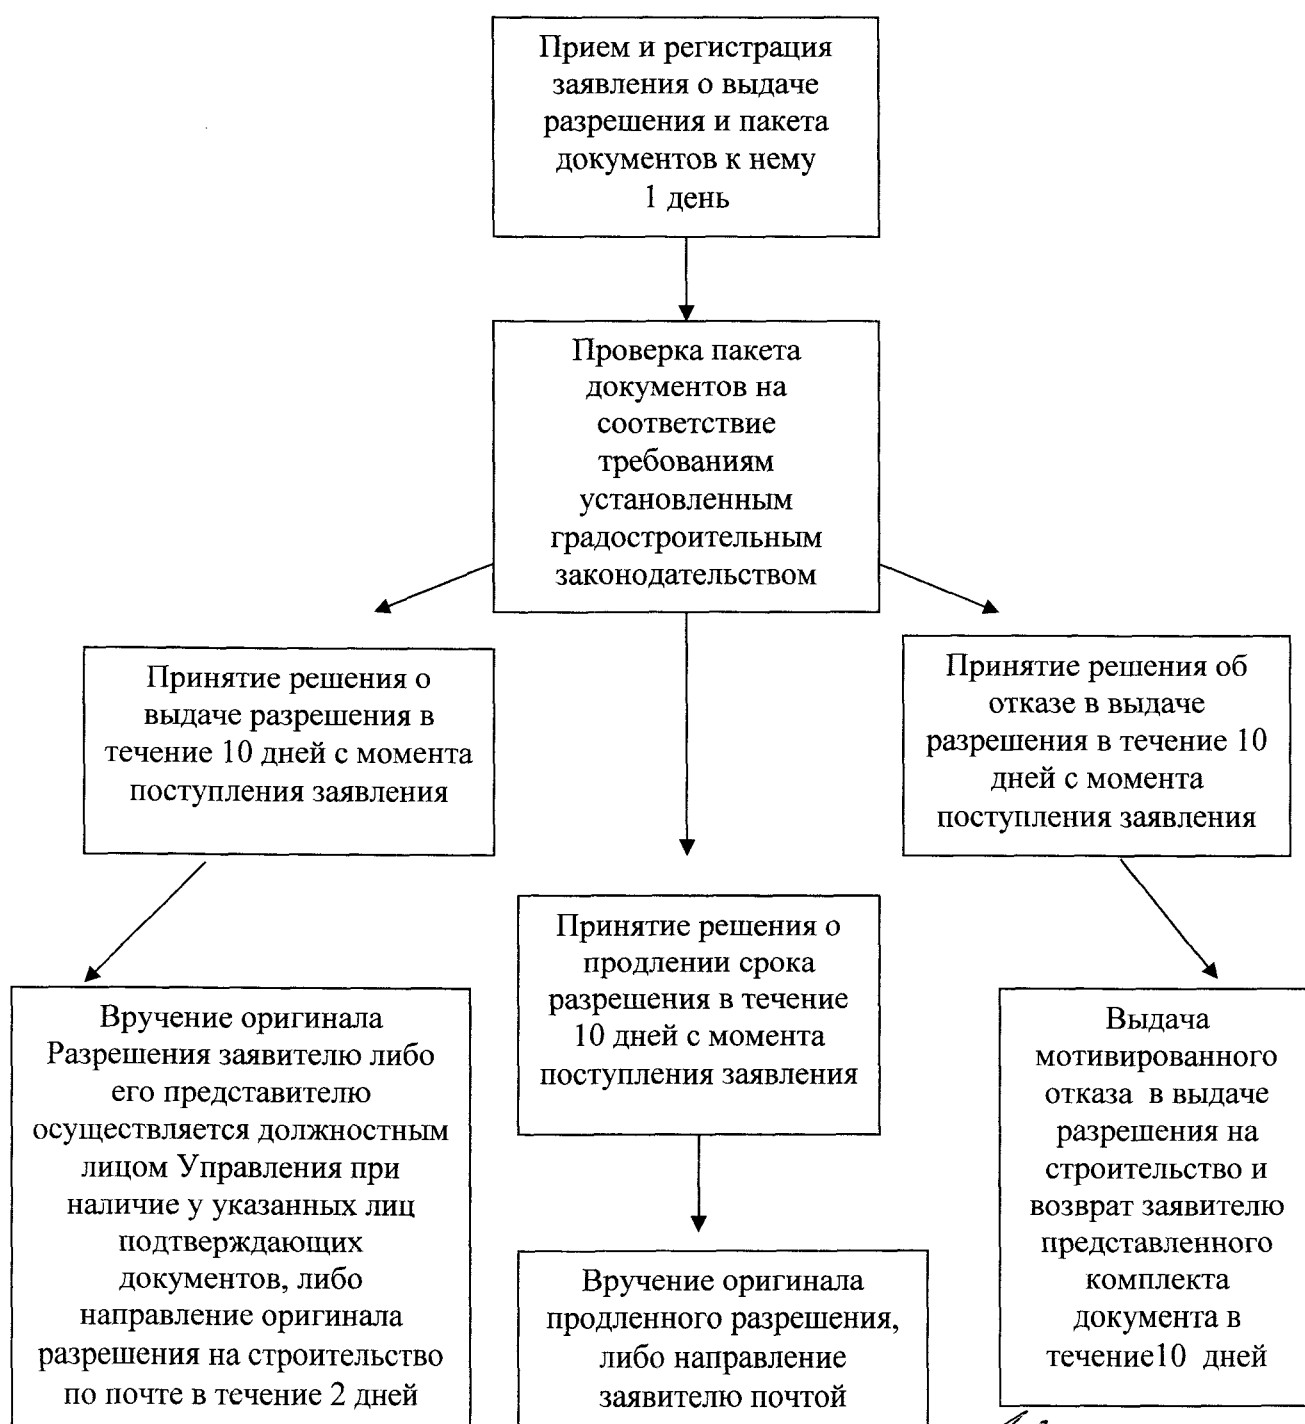 Прием и регистрация
заявления о выдаче
разрешения и пакета
документов к нему
1 день
Проверка пакета
документов на
соответствие
требованиям
установленным
градостроительным
законодательством
Принятие решения о
выдаче разрешения в
течение 10 дней с момента
поступления заявления
Принятие решения об
отказе в выдаче
разрешения в течение 10
дней с момента
поступления заявления
Принятие решения о
продлении срока
разрешения в течение
10 дней с момента
поступления заявления
Вручение оригинала
Разрешения заявителю либо
его представителю
осуществляется должностным
лицом Управления при
наличие у указанных лиц
подтверждающих
документов, либо
направление оригинала
разрешения на строительство
по почте в течение 2 дней
Вручение оригинала
продленного разрешения,
либо направление
заявителю почтой
Выдача
мотивированного
отказа  в выдаче
разрешения на
строительство и
возврат заявителю
представленного
комплекта
документа в
течение10  дней